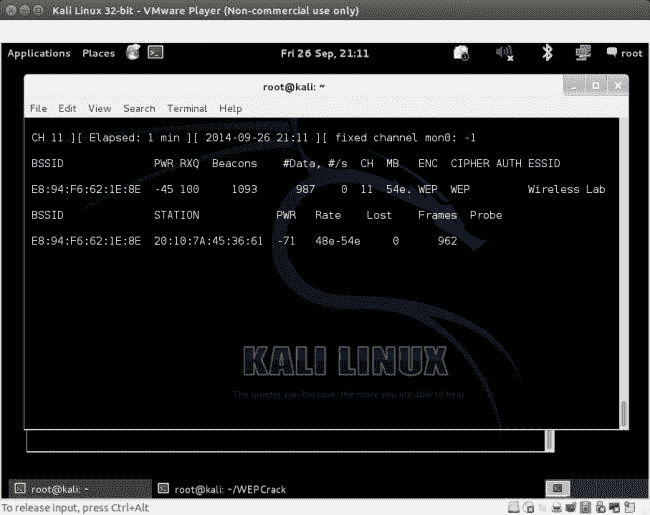 Kali Linux 32-bit - VMware Player (Non-commercial use only)
Applications Places Fri 26 Sep, 21:11 root
root@kali: ~
File Edit View Search Terminal Help
CH 11 ][ Elapsed: 1 min ][ 2014-09-26 21:11 ][ fixed channel mon0: -1
BSSID PWR RXQ Beacons #Data, #/s CH MB ENC CIPHER AUTH ESSID
E8:94:F6:62:1E:8E -45 100 1093 987 0 11 54e. WEP WEP Wireless Lab
BSSID STATION PWR Rate Lost Frames Probe
E8:94:F6:62:1E:8E 20:10:7A:45:36:61 -71 48e-54e 0 962
KALI LINUX
The quieter you become, the more you are able to hear
root@kali: ~ root@kali: ~/WEPCrack
To release input, press Ctrl+Alt